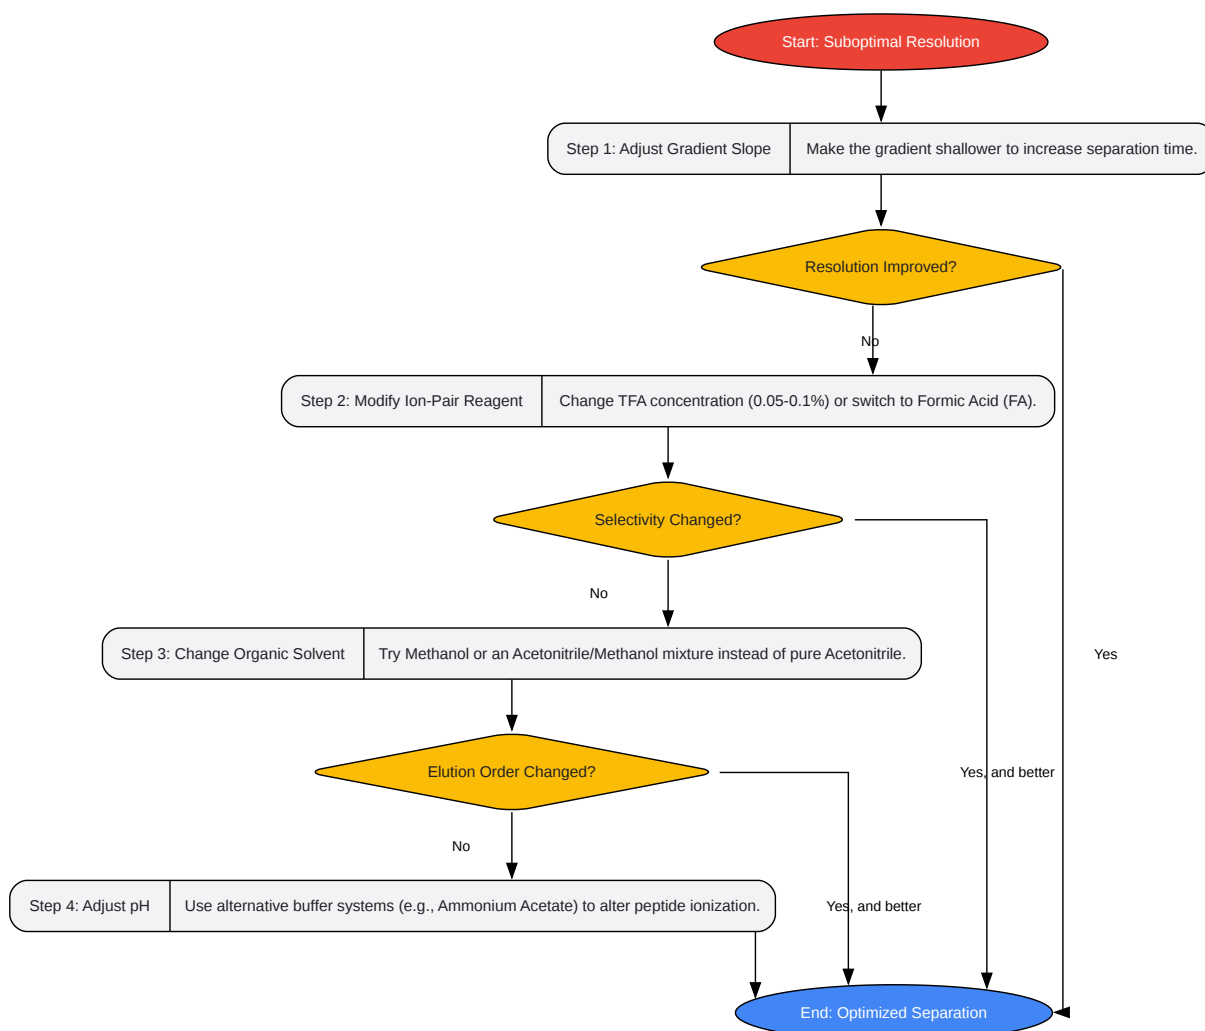 Start: Suboptimal Resolution
Step 1: Adjust Gradient Slope
Make the gradient shallower to increase separation time.
Resolution Improved?
No
Step 2: Modify Ion-Pair Reagent
Change TFA concentration (0.05-0.1%) or switch to Formic Acid (FA).
Selectivity Changed?
No
Step 3: Change Organic Solvent
Try Methanol or an Acetonitrile/Methanol mixture instead of pure Acetonitrile.
Yes
Elution Order Changed?
Yes, and better
No
Step 4: Adjust pH
Use alternative buffer systems (e.g., Ammonium Acetate) to alter peptide ionization.
Yes, and better
End: Optimized Separation